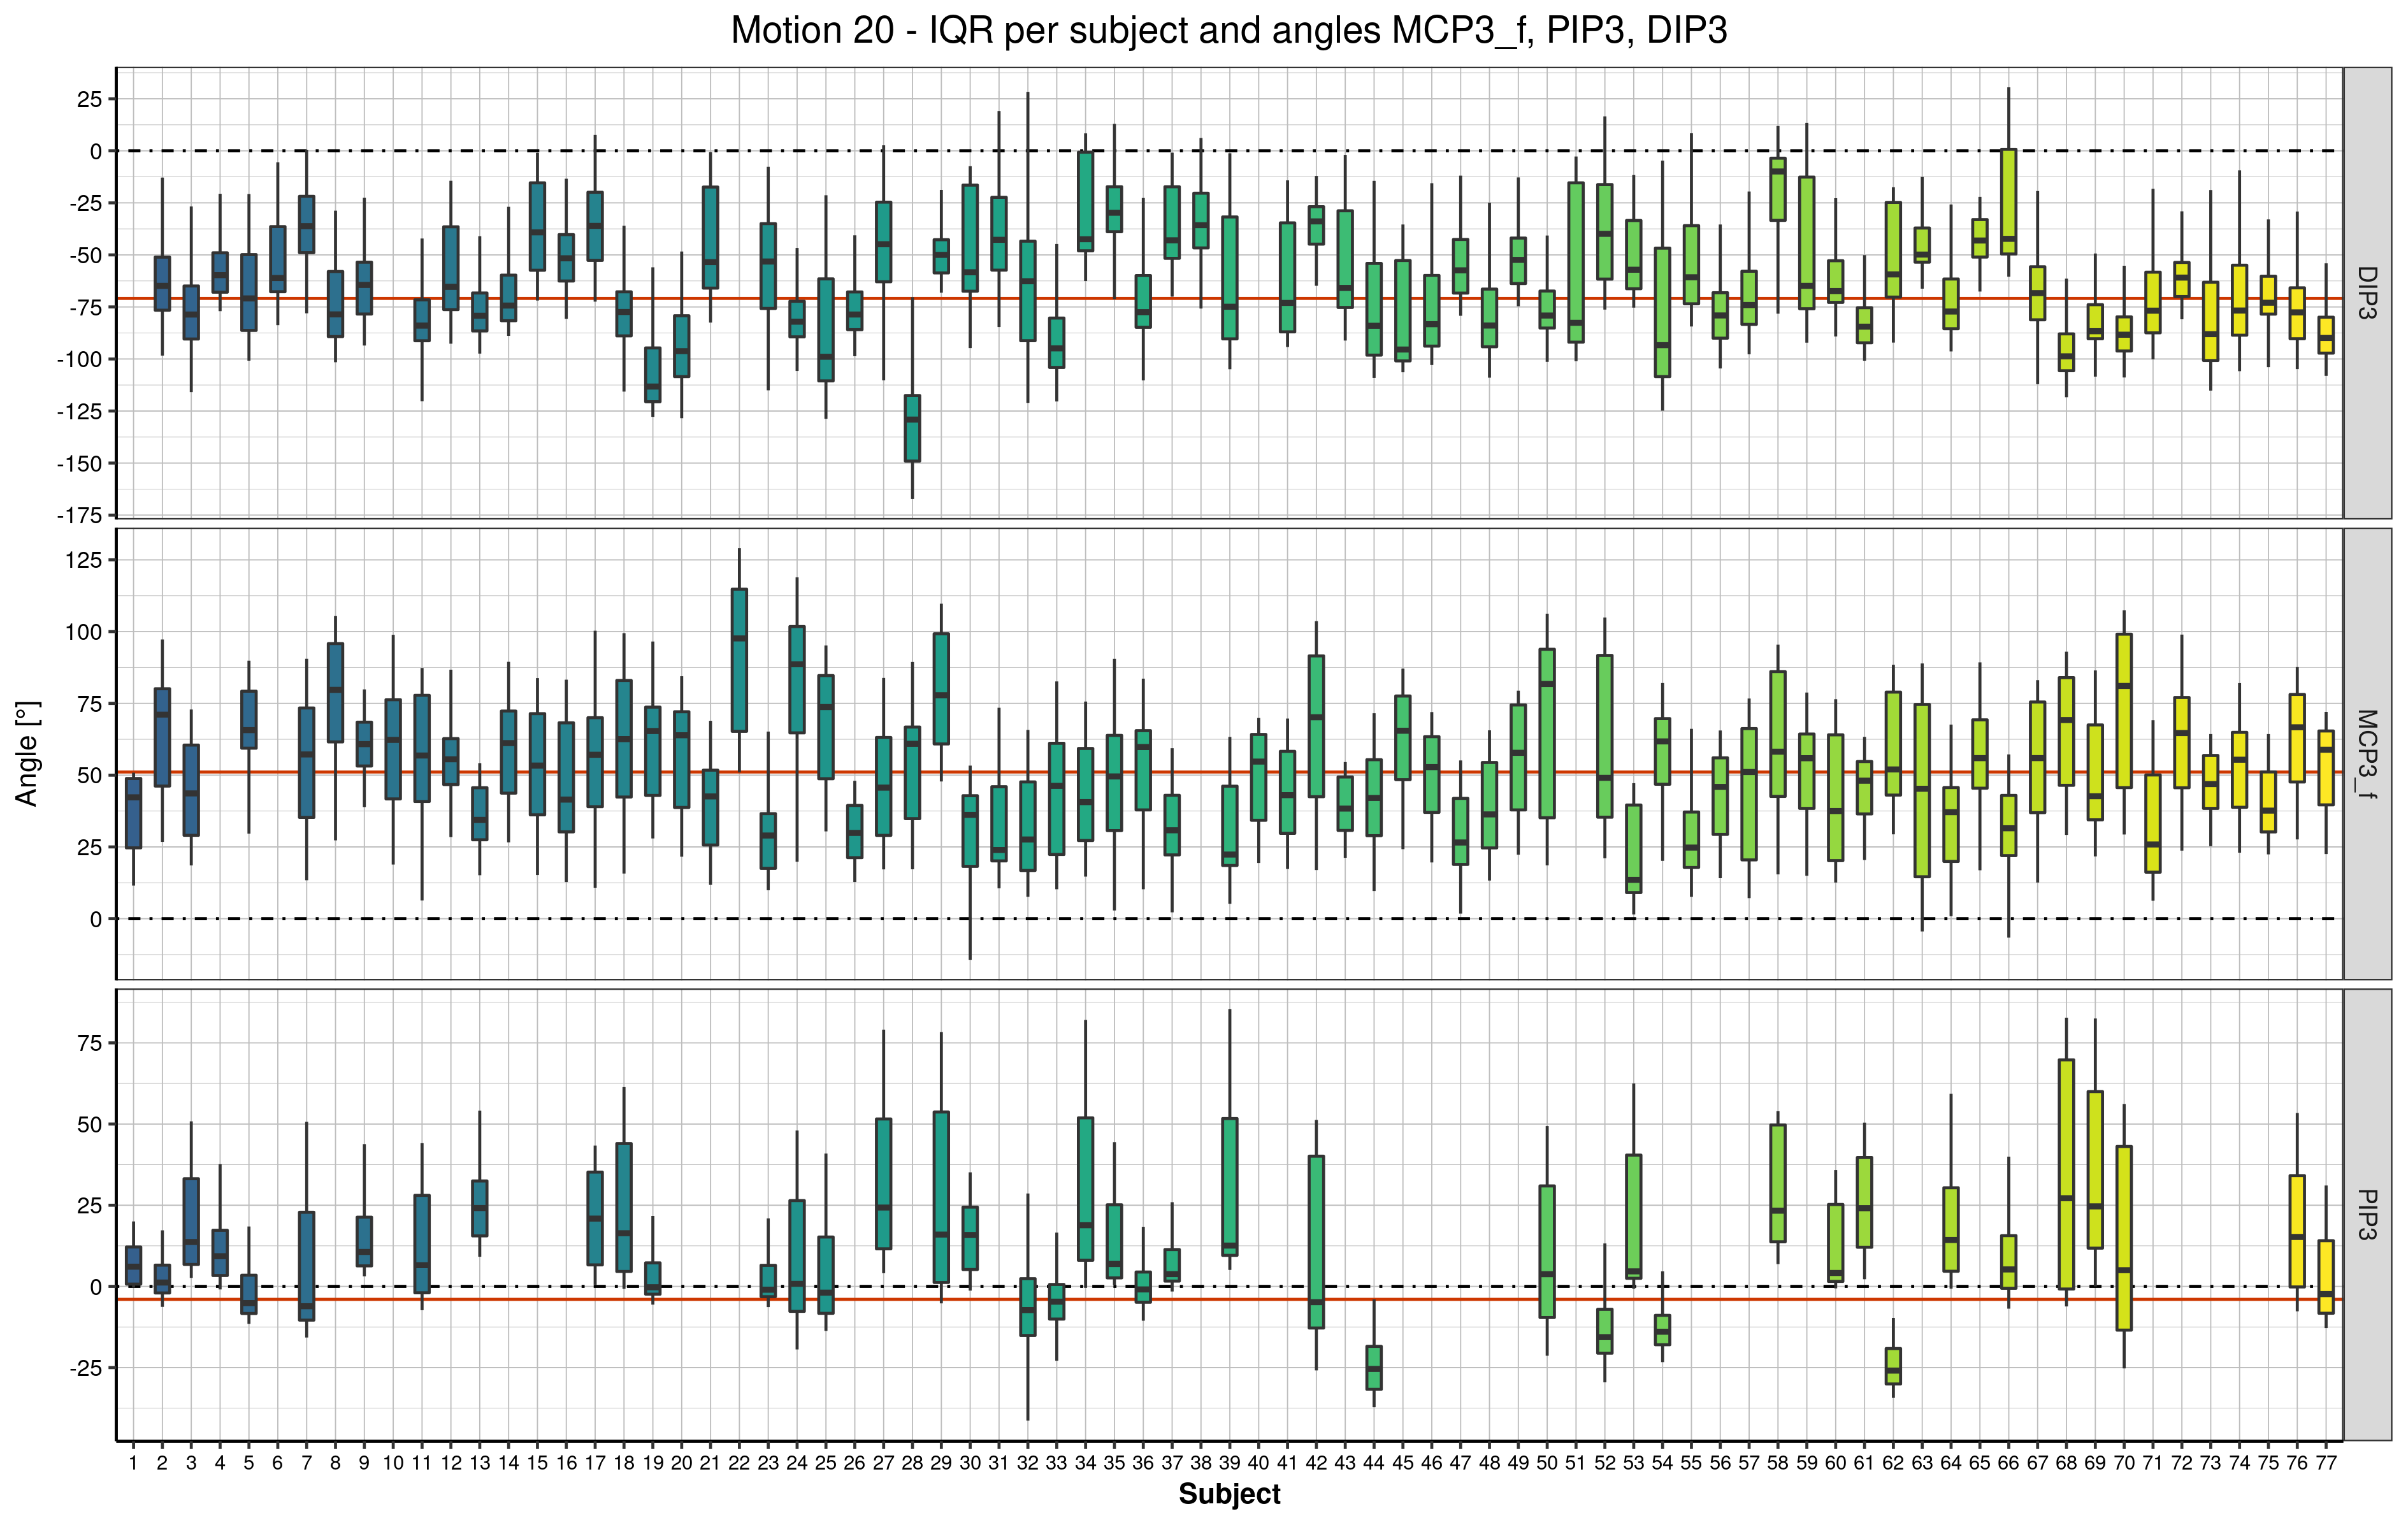 Motion 20 - IQR per subject and angles MCP3_f, PIP3, DIP3
Angle [°]
25
0
-25
-50
-75
-100
-125
-150
-175
DIP3
125
100
75
50
25
0
MCP3_f
75
50
25
0
-25
PIP3
1 2 3 4 5 6 7 8 9 10 11 12 13 14 15 16 17 18 19 20 21 22 23 24 25 26 27 28 29 30 31 32 33 34 35 36 37 38 39 40 41 42 43 44 45 46 47 48 49 50 51 52 53 54 55 56 57 58 59 60 61 62 63 64 65 66 67 68 69 70 71 72 73 74 75 76 77
Subject